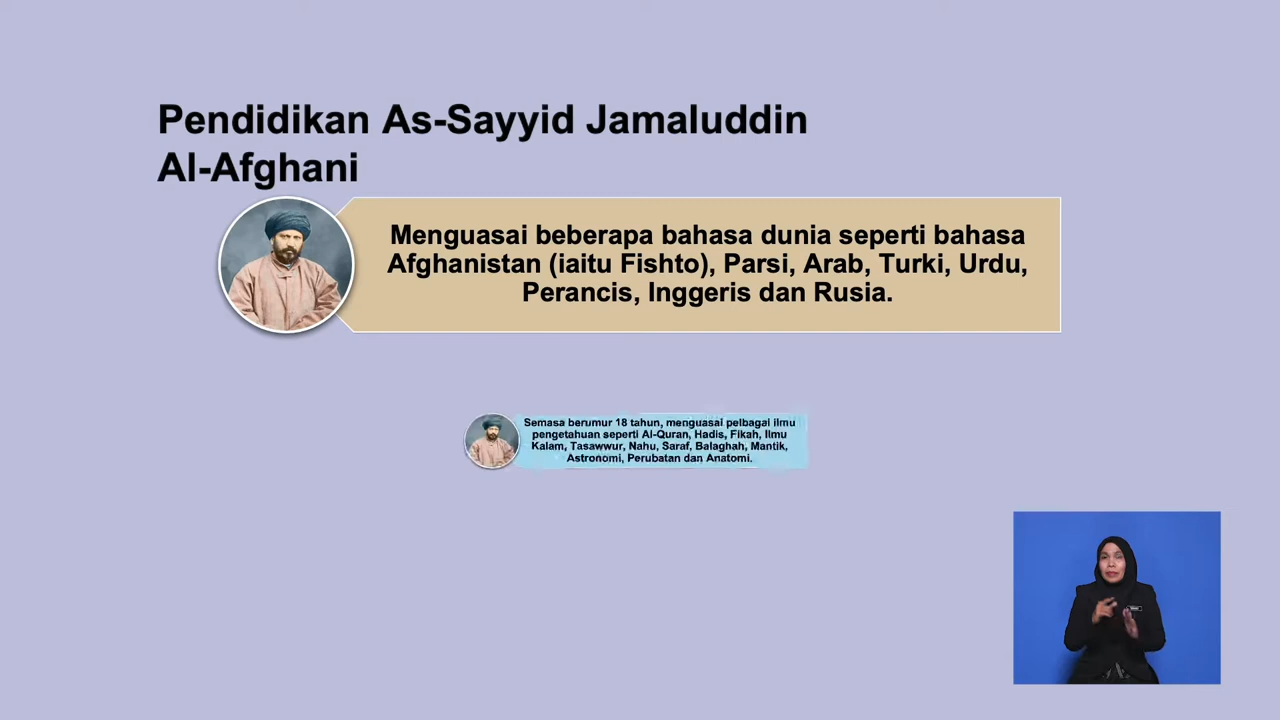 Pendidikan As-Sayyid Jamaluddin
Al-Afghani
Menguasai beberapa bahasa dunia seperti bahasa
Afghanistan (iaitu Fishto), Parsi, Arab, Turki, Urdu,
Perancis, Inggeris dan Rusia.
Semasa berumur 18 tahun, menguasai pelbagai ilmu
pengetahuan seperti Al-Quran, Hadis, Fikah, Ilmu
Kalam, Tasawwur, Nahu, Saraf, Balaghah, Mantik,
Astronomi, Perubatan dan Anatomi.